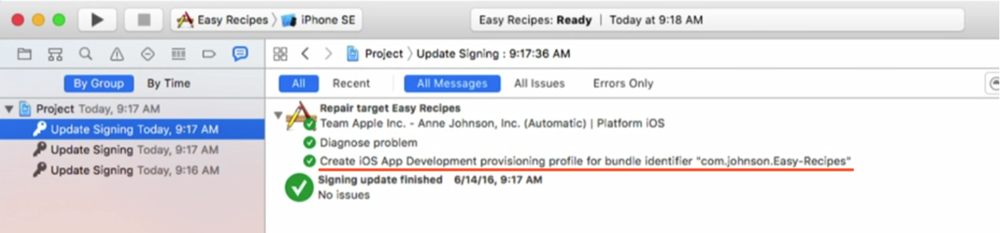 Easy Recipes 〉 iPhone SE
Easy Recipes: Ready | Today at 9:18 AM
Project 〉 Update Signing : 9:17:36 AM
By Group By Time
All Recent All Messages All Issues Errors Only
Project Today, 9:17 AM
Update Signing Today, 9:17 AM
Update Signing Today, 9:17 AM
Update Signing Today, 9:16 AM
Repair target Easy Recipes
Team Apple Inc. - Anne Johnson, Inc. (Automatic) | Platform iOS
Diagnose problem
Create iOS App Development provisioning profile for bundle identifier "com.johnson.Easy-Recipes"
Signing update finished 6/14/16, 9:17 AM
No issues